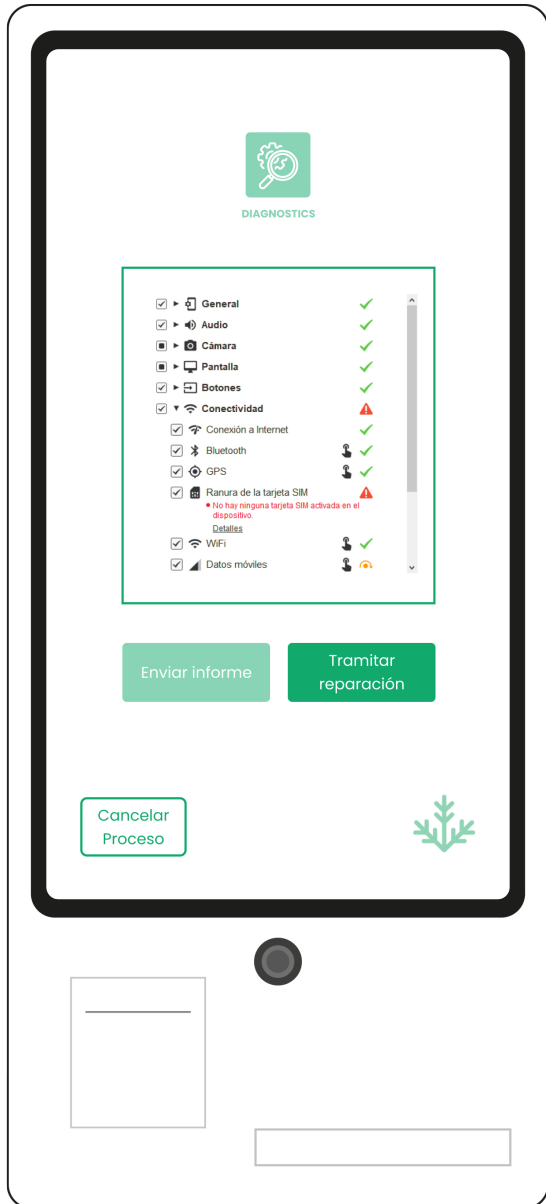 DIAGNOSTICS
General
Audio
Cámara
Pantalla
Botones
Conectividad
Conexión a Internet
Bluetooth
GPS
Ranura de la tarjeta SIM
No hay ninguna tarjeta SIM activada en el
dispositivo.
Detalles
WiFi
Datos móviles
Enviar informe
Tramitar
reparación
Cancelar
Proceso